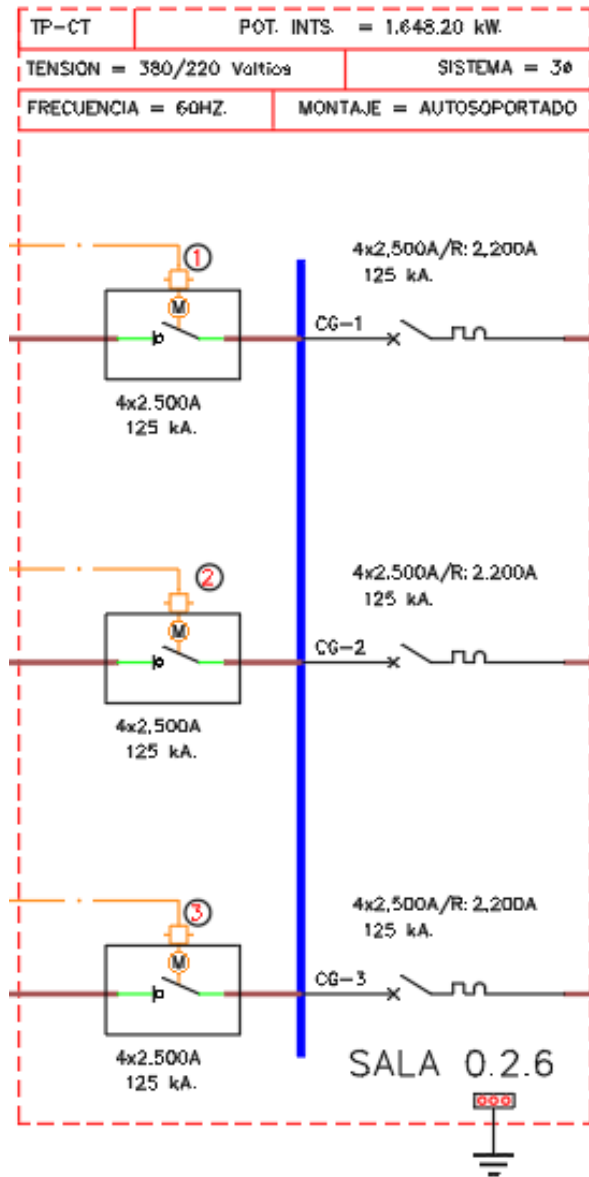 TP-CT
POT. INTS. = 1.648.20 kW.
TENSION = 380/220 Voltios
SISTEMA = 3ø
FRECUENCIA = 60HZ.
MONTAJE = AUTOSOPORTADO
1
M
4x2.500A
125 kA.
CG-1
4x2,500A/R: 2,200A
125 kA.
2
M
4x2,500A
125 kA.
CG-2
4x2.500A/R: 2.200A
125 kA.
3
M
4x2.500A
125 kA.
CG-3
4x2,500A/R: 2,200A
125 kA.
SALA 0.2.6